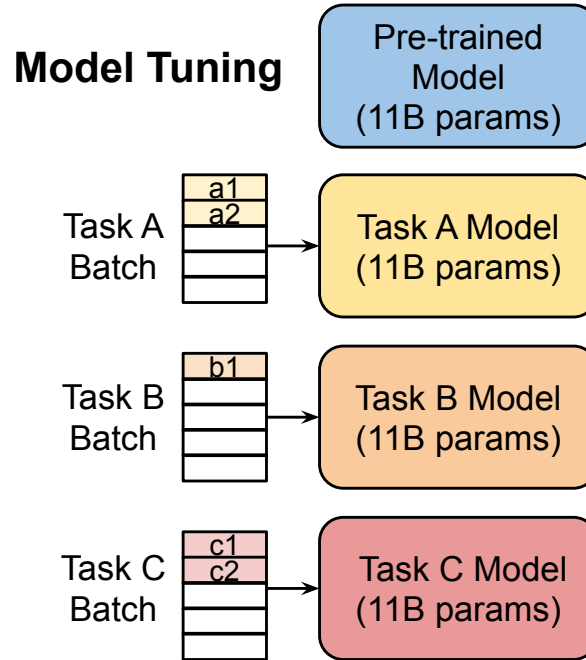 Model Tuning
Pre-trained
Model
(11B params)
Task A
Batch
a1
a2
Task A Model
(11B params)
Task B
Batch
b1
Task B Model
(11B params)
Task C
Batch
c1
c2
Task C Model
(11B params)